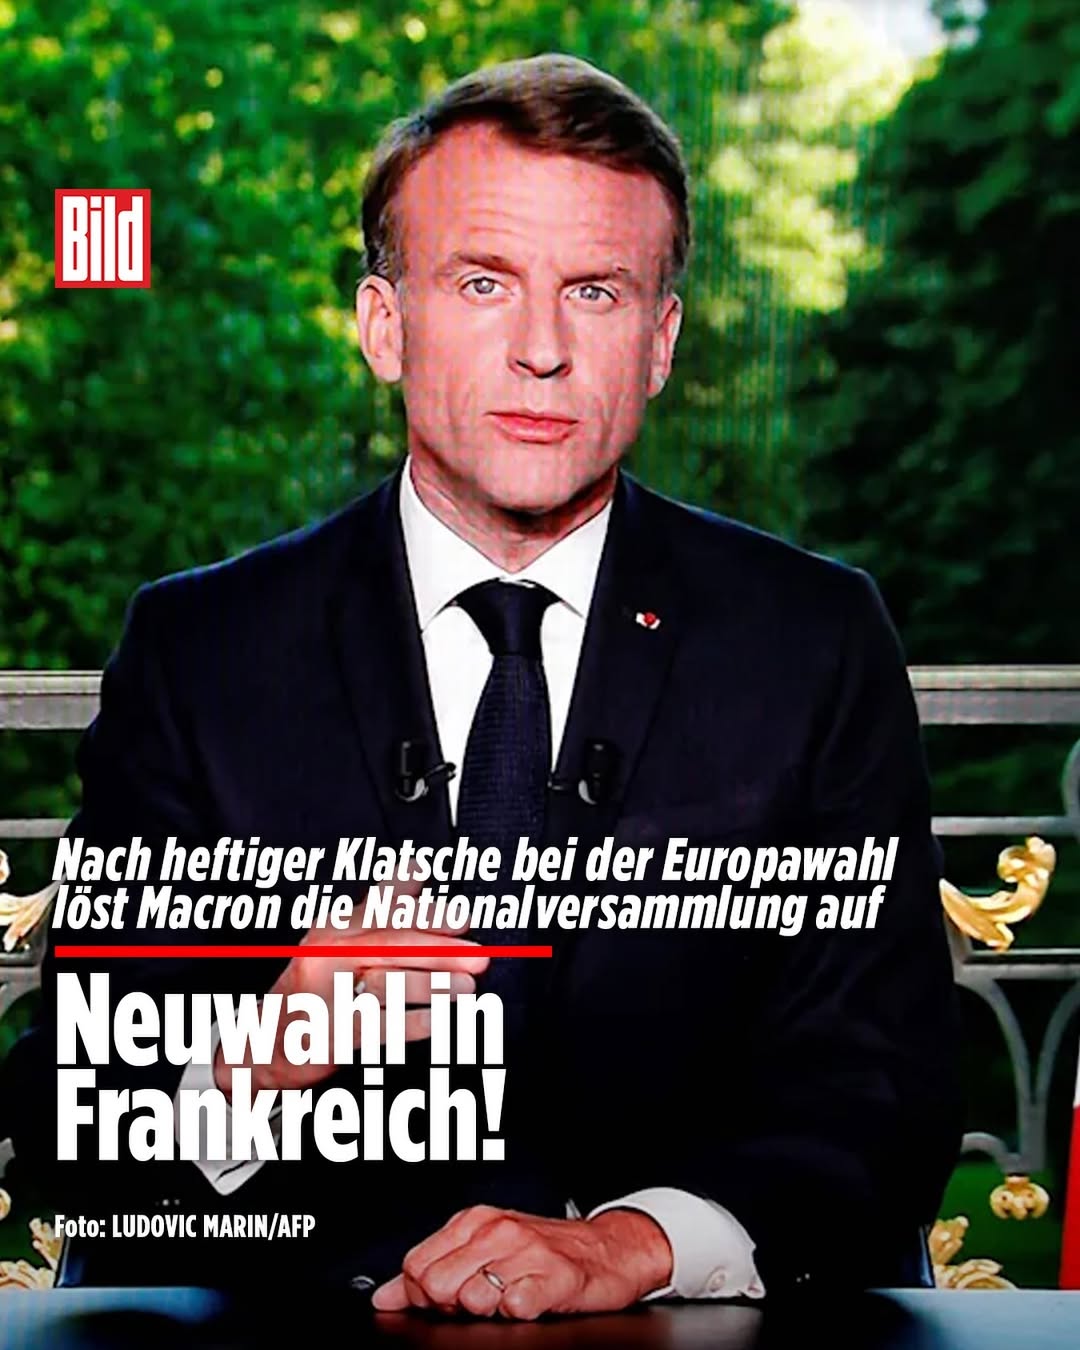 Bild
Nach heftiger Klatsche bei der Europawahl
löst Macron die Nationalversammlung auf
Neuwahl in
Frankreich!
Foto: LUDOVIC MARIN/AFP